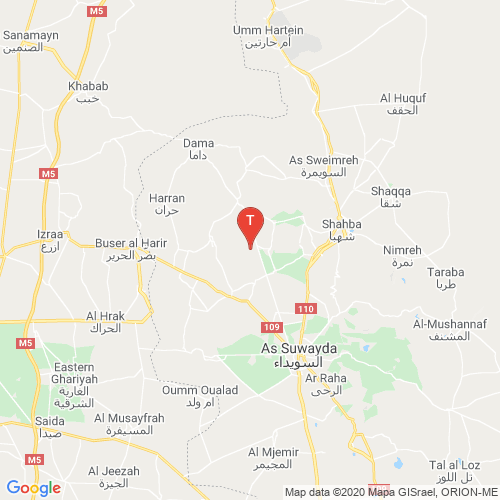 M5
Sanamayn
الصنمين
Umm Hartein
أم حارتين
Khabab
خبب
Al Huquf
الحقف
Dama
داما
As Sweimreh
السويمرة
M5
Harran
حران
Shaqqa
شقا
T
Izraa
ازرع
Buser al Harir
بصر الحرير
Shahba
شهبا
Nimreh
نمرة
Taraba
طربا
110
Al Hrak
الحراك
109
Al-Mushannaf
المشنف
M5
As Suwayda
السويداء
Eastern
Ghariyah
الغارية
الشرقية
Ar Raha
الرحى
Oumm Oualad
ام ولد
Saida
صيدا
Al Musayfrah
المسيفرة
M5
Al Mjemir
المجيمر
Al Jeezah
الجيزة
Tal al Loz
تل اللوز
Google
Map data ©2020 Mapa GISrael, ORION-ME